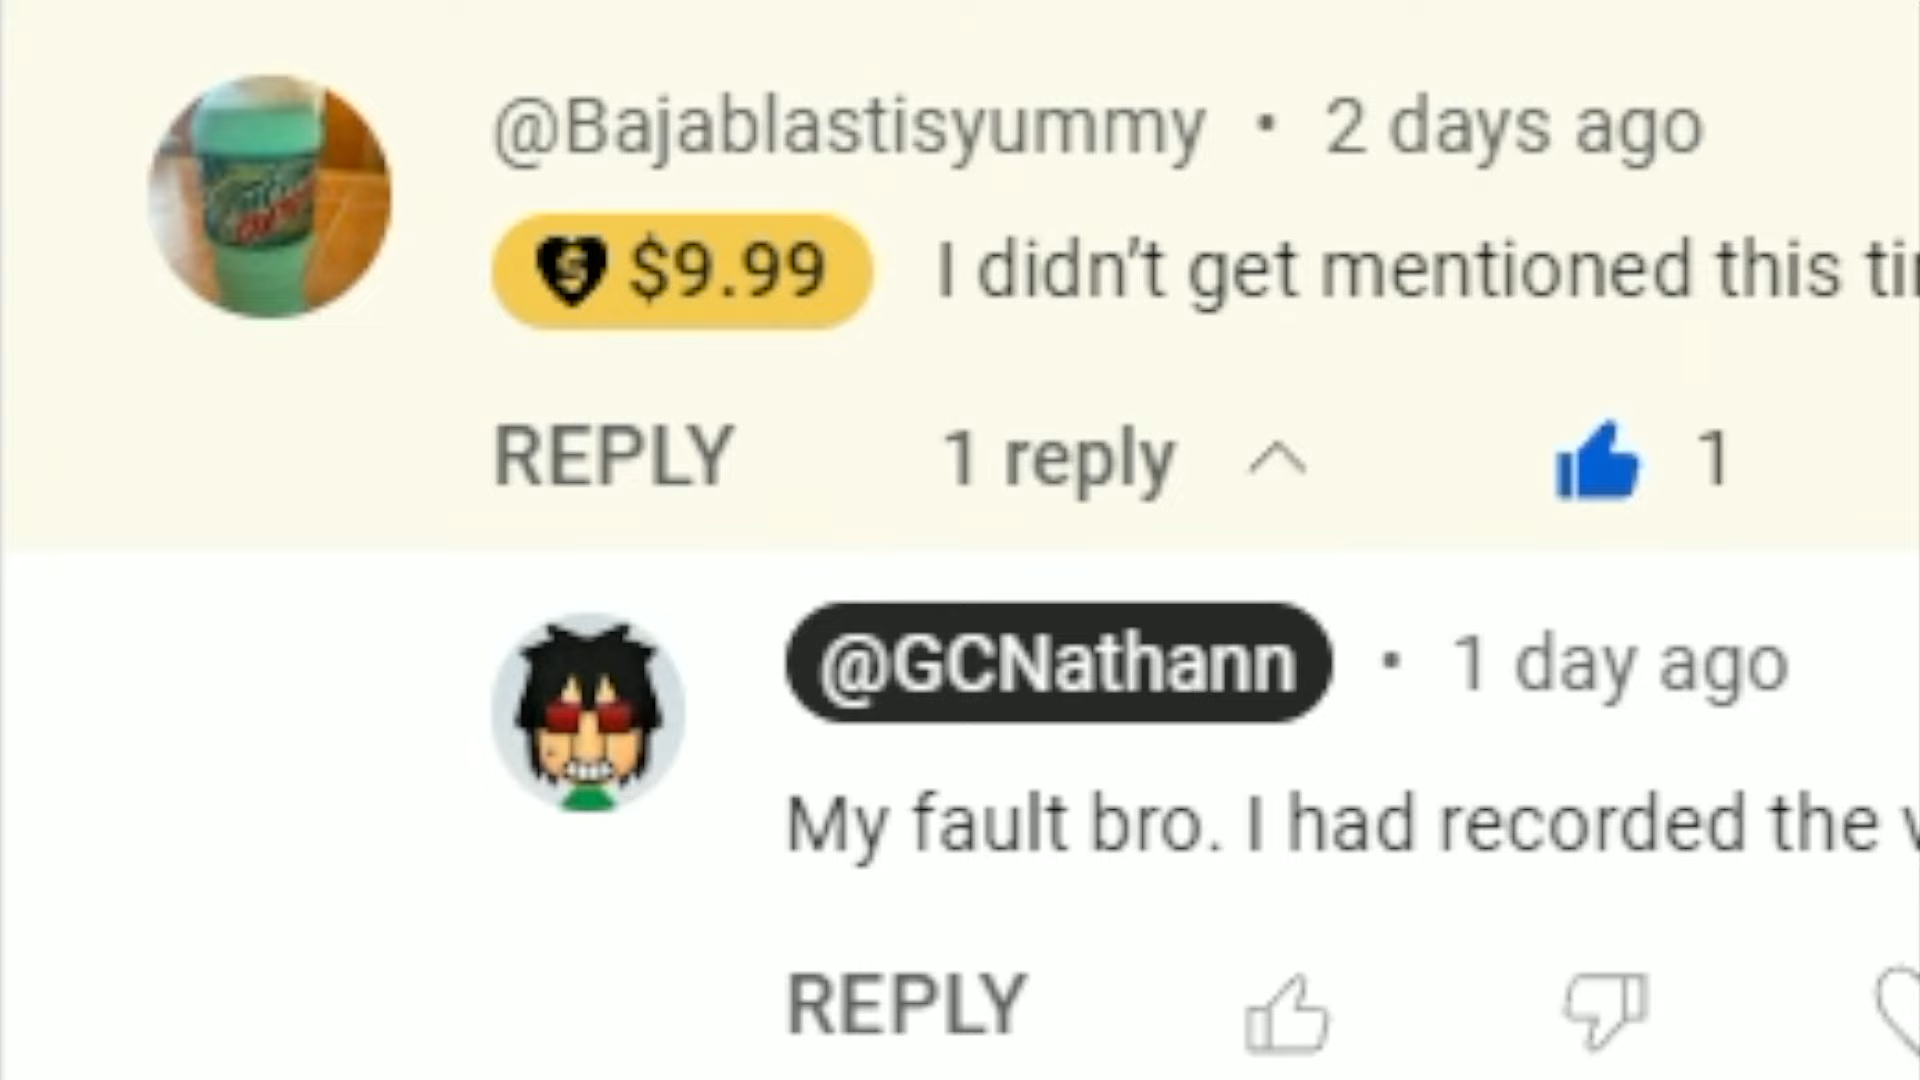 @Bajablastisyummy • 2 days ago
$9.99 I didn't get mentioned this
REPLY 1 reply 1
@GCNathann • 1 day ago
My fault bro. I had recorded the
REPLY